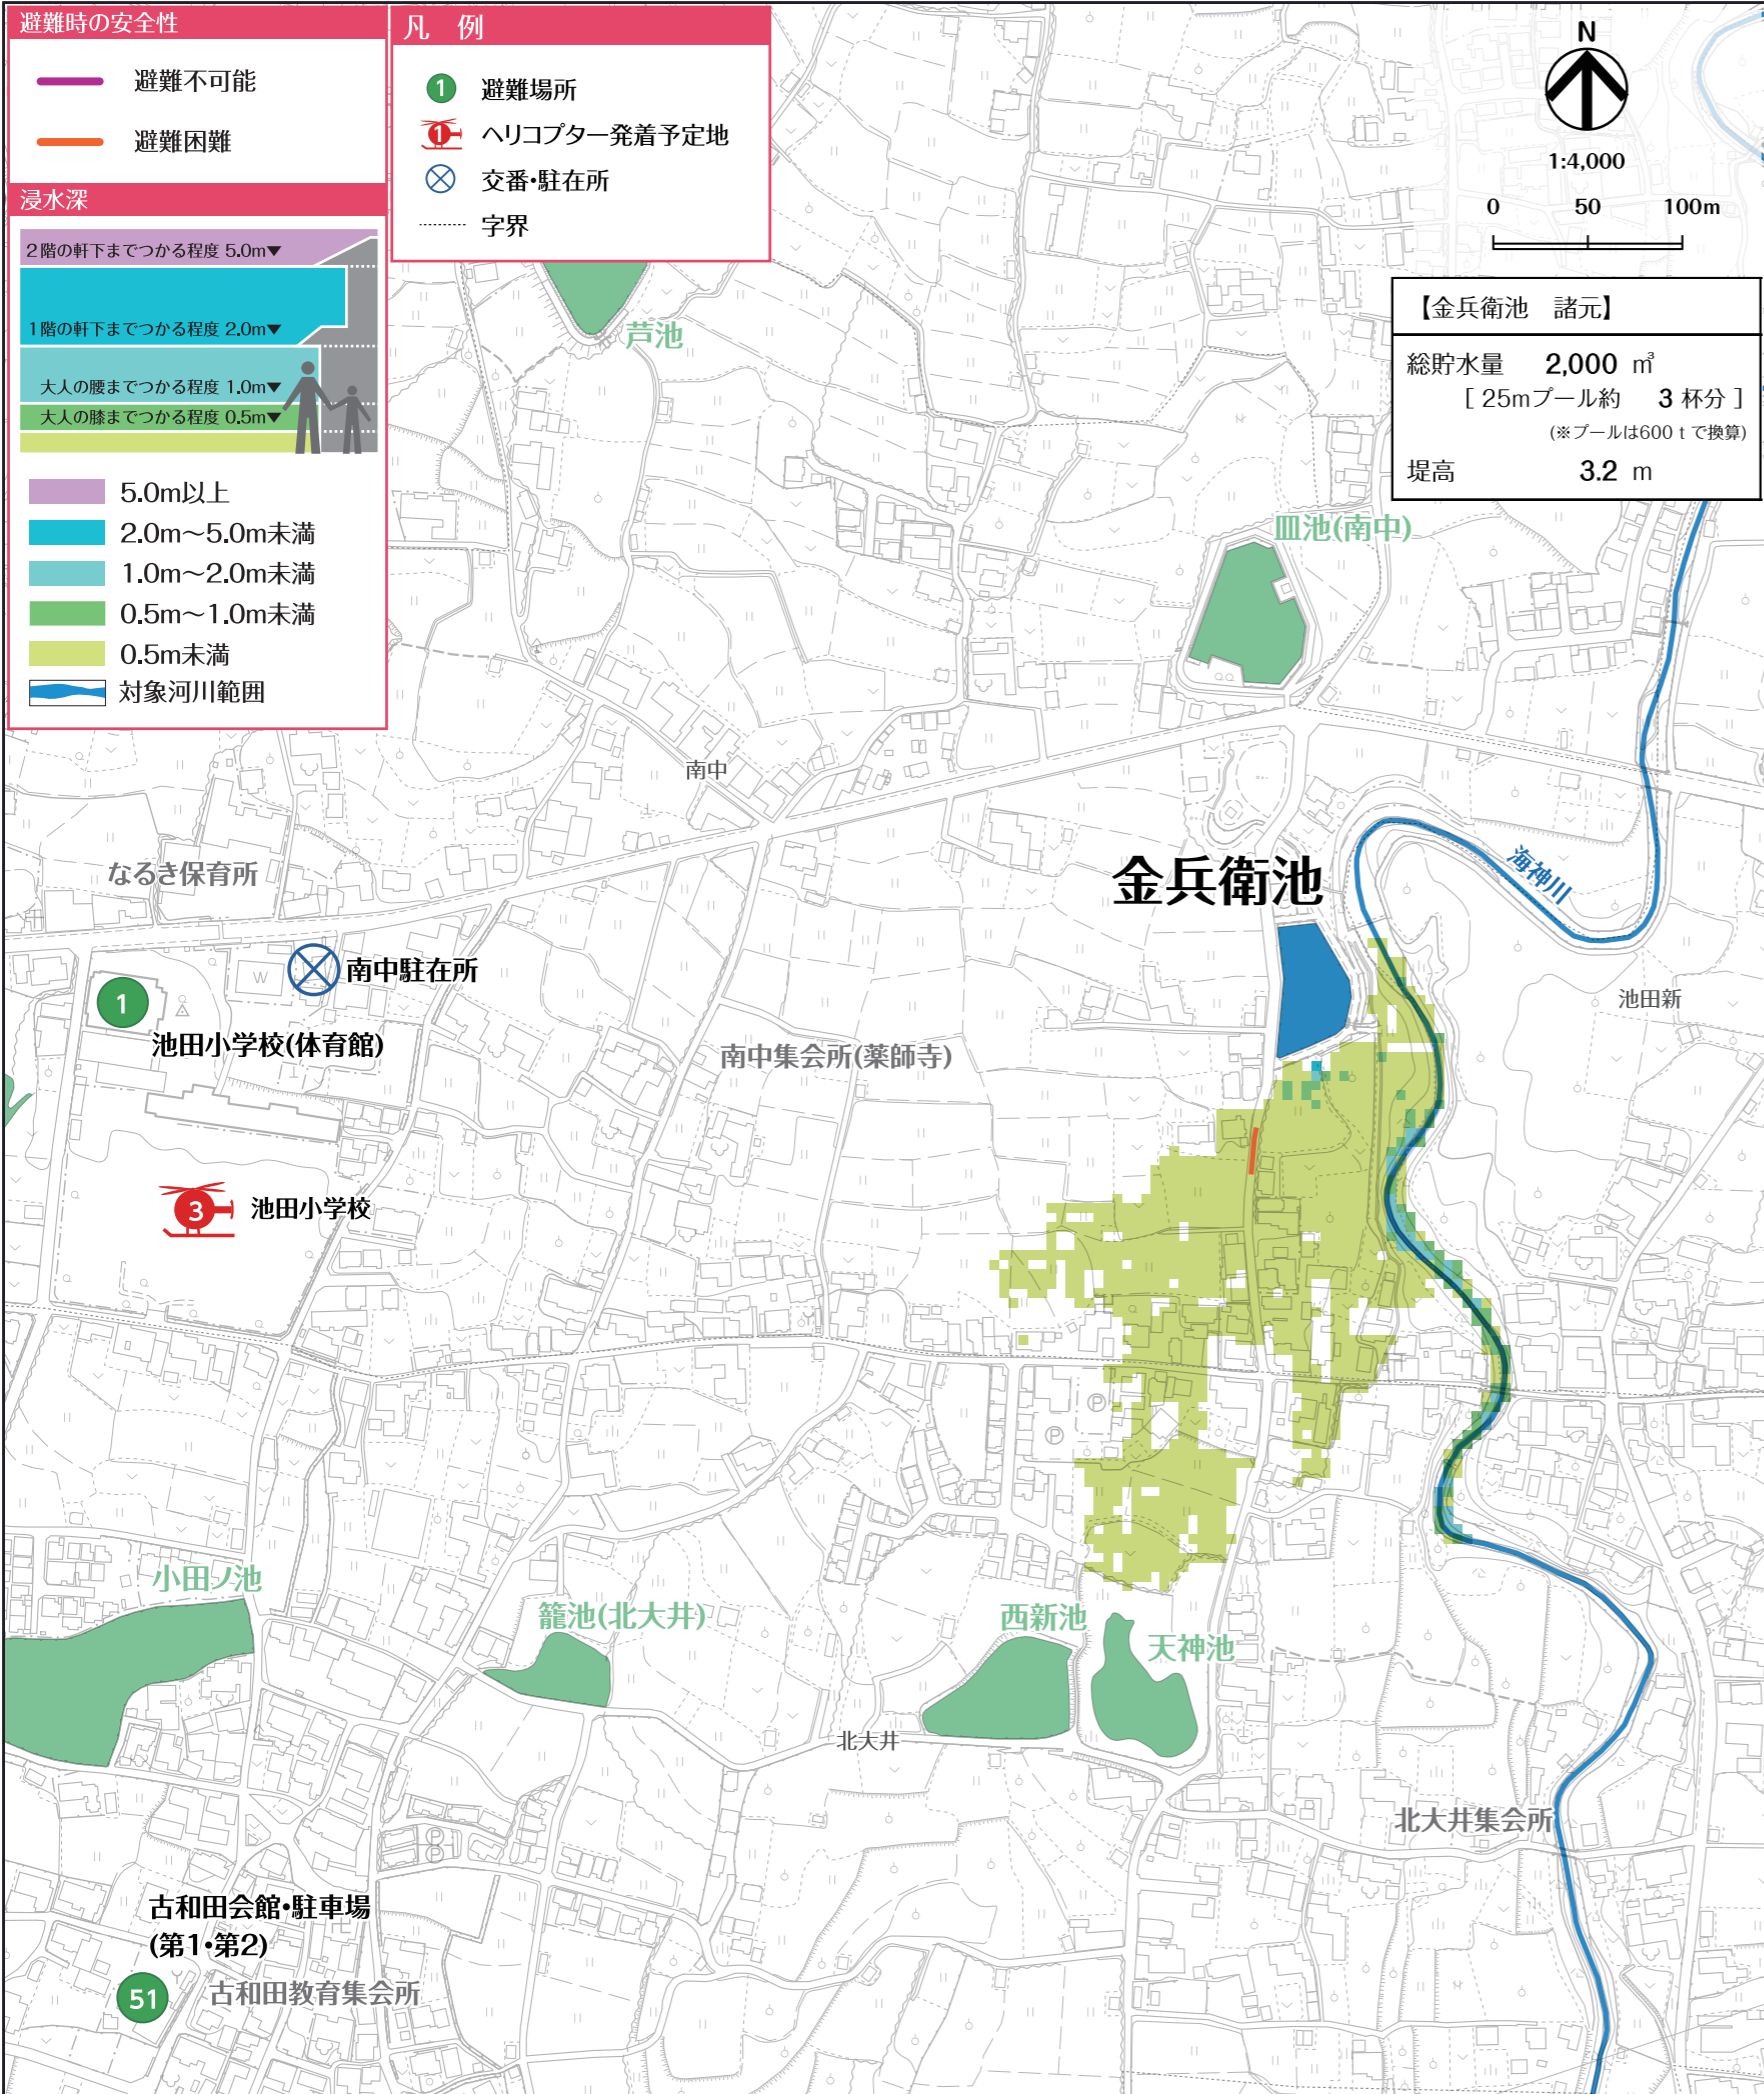 避難時の安全性
避難不可能
避難困難
浸水深
2階の軒下までつかる程度 5.0m▼
1階の軒下までつかる程度 2.0m▼
大人の腰までつかる程度 1.0m▼
大人の膝までつかる程度 0.5m▼
5.0m以上
2.0m〜5.0m未満
1.0m〜2.0m未満
0.5m〜1.0m未満
0.5m未満
対象河川範囲
凡 例
1 避難場所
1 ヘリコプター発着予定地
交番・駐在所
字界
N
1:4,000
0 50 100m
【金兵衛池 諸元】
総貯水量 2,000 ㎥
[ 25mプール約 3 杯分 ]
(※プールは600 t で換算)
堤高 3.2 m
芦池
皿池(南中)
南中
なるき保育所
金兵衛池
海神川
南中駐在所
W
1
池田小学校(体育館)
池田新
南中集会所(薬師寺)
3 池田小学校
P
P
小田ノ池
籠池(北大井)
西新池
天神池
北大井
北大井集会所
P
P
古和田会館・駐車場
(第1・第2)
51
古和田教育集会所